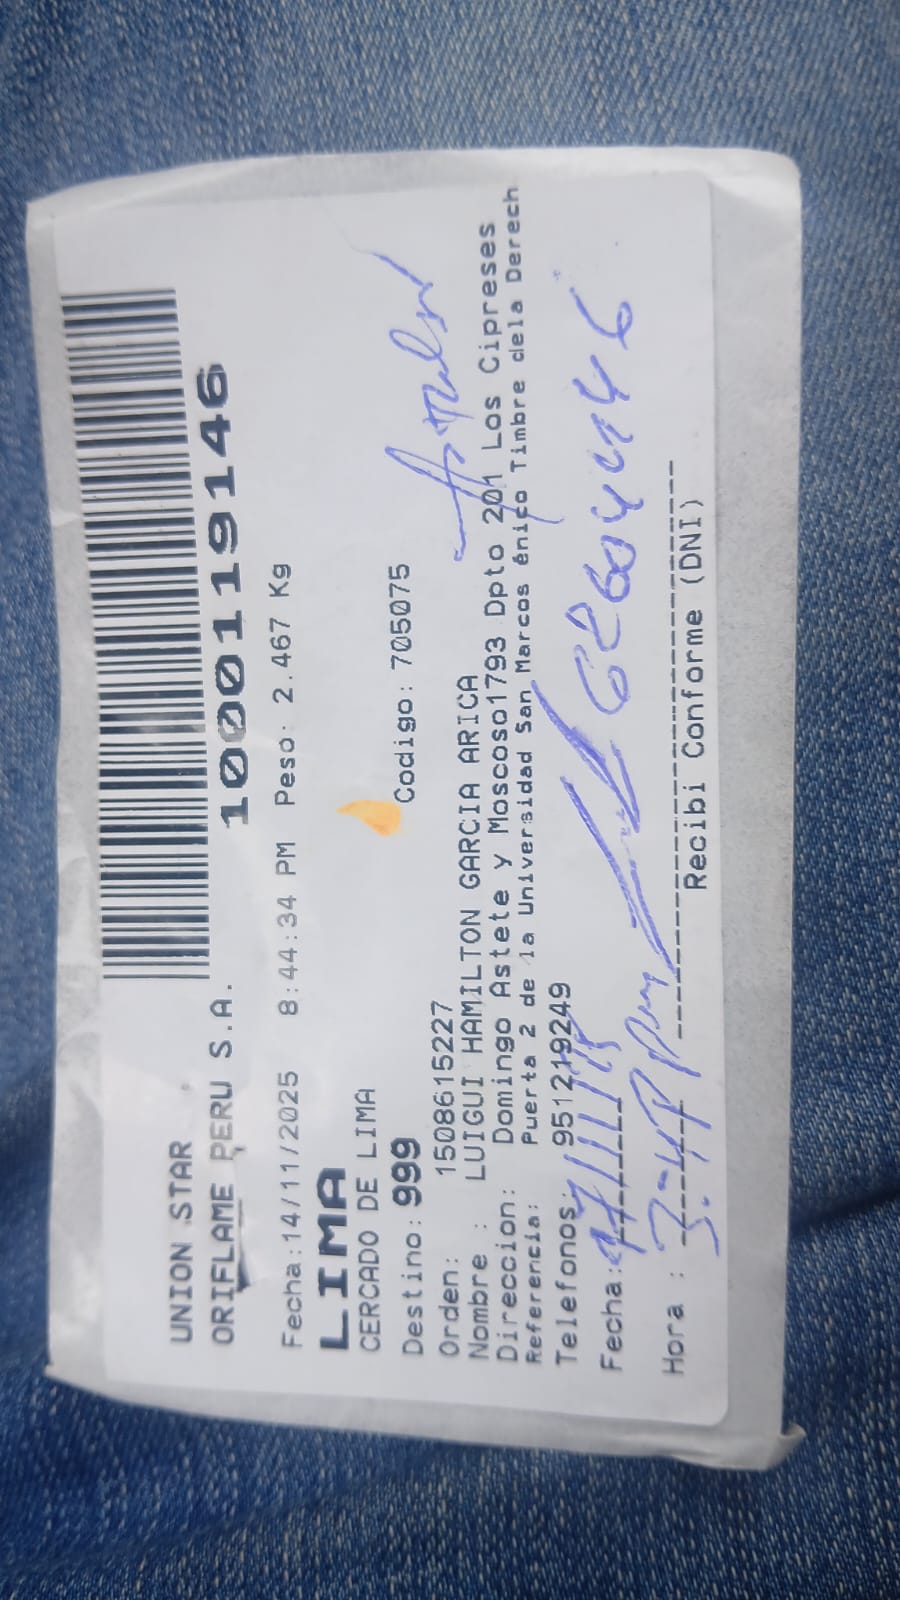 UNION STAR
ORIFLAME PERU S.A.
1000119146
Fecha:14/11/2025 8:44:34 PM Peso: 2.467 Kg
LIMA
CERCADO DE LIMA
Destino: 999 Codigo: 705075
Orden: 1508615227
Nombre : LUIGUI HAMILTON GARCIA ARICA
Direccion: Domingo Astete y Moscoso1793 Dpto 201 Los Cipreses
Referencia: Puerta 2 de la Universidad San Marcos énico Timbre dela Derech
Telefonos: 951219249
Fecha:
Hora :
Recibi Conforme (DNI)